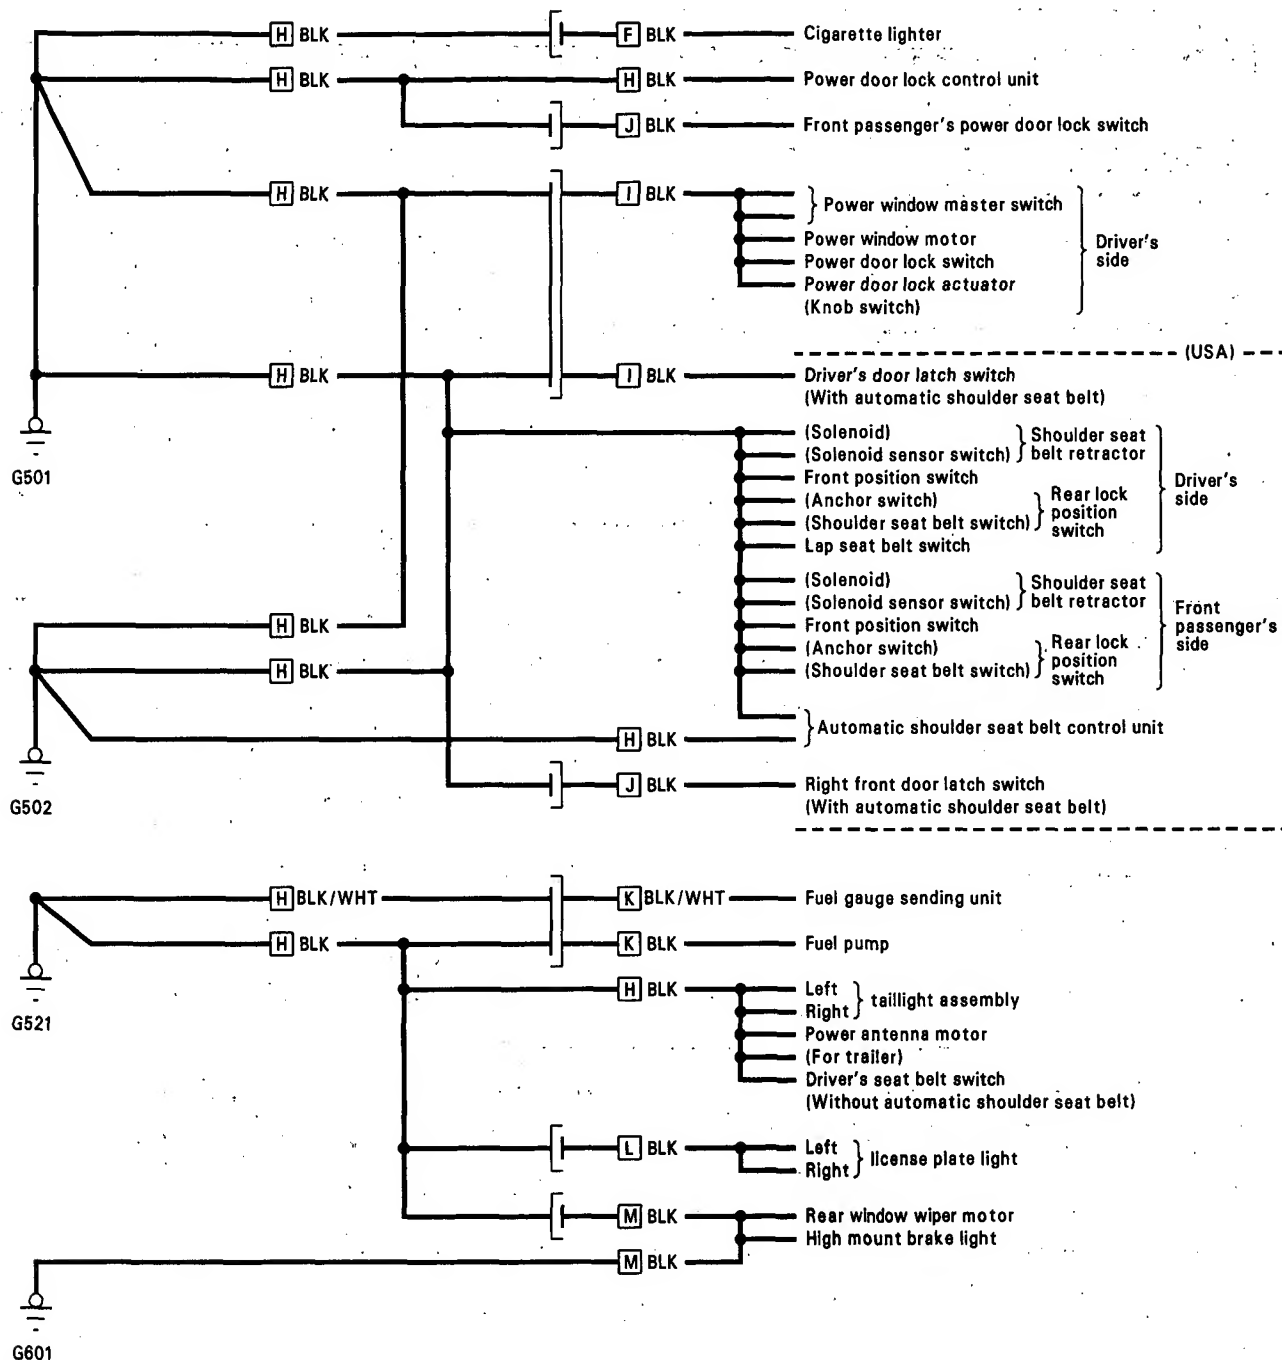 H BLK F BLK Cigarette lighter
H BLK H BLK Power door lock control unit
J BLK Front passenger's power door lock switch
H BLK I BLK Power window master switch
Power window motor
Driver's side
Power door lock switch
Power door lock actuator
(Knob switch)
(USA)
H BLK I BLK Driver's door latch switch
(With automatic shoulder seat belt)
G501
(Solenoid)
(Solenoid sensor switch)
Shoulder seat
belt retractor
Front position switch
(Anchor switch)
(Shoulder seat belt switch)
Rear lock
position
switch
Lap seat belt switch
Driver's
side
(Solenoid)
(Solenoid sensor switch)
Shoulder seat
belt retractor
H BLK Front position switch
(Anchor switch)
H BLK (Shoulder seat belt switch)
Rear lock
position
switch
Front
passenger's
side
Automatic shoulder seat belt control unit
H BLK
G502
J BLK Right front door latch switch
(With automatic shoulder seat belt)
H BLK/WHT K BLK/WHT Fuel gauge sending unit
H BLK K BLK Fuel pump
G521
H BLK Left
Right
taillight assembly
Power antenna motor
(For trailer)
Driver's seat belt switch
(Without automatic shoulder seat belt)
L BLK Left
Right
license plate light
M BLK Rear window wiper motor
High mount brake light
M BLK
G601